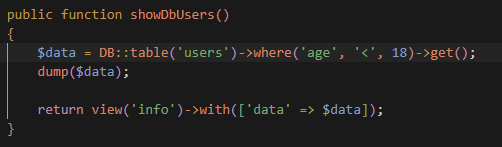 public function showDbUsers()
{
    $data = DB::table('users')->where('age', '<', 18)->get();
    dump($data);

    return view('info')->with(['data' => $data]);
}